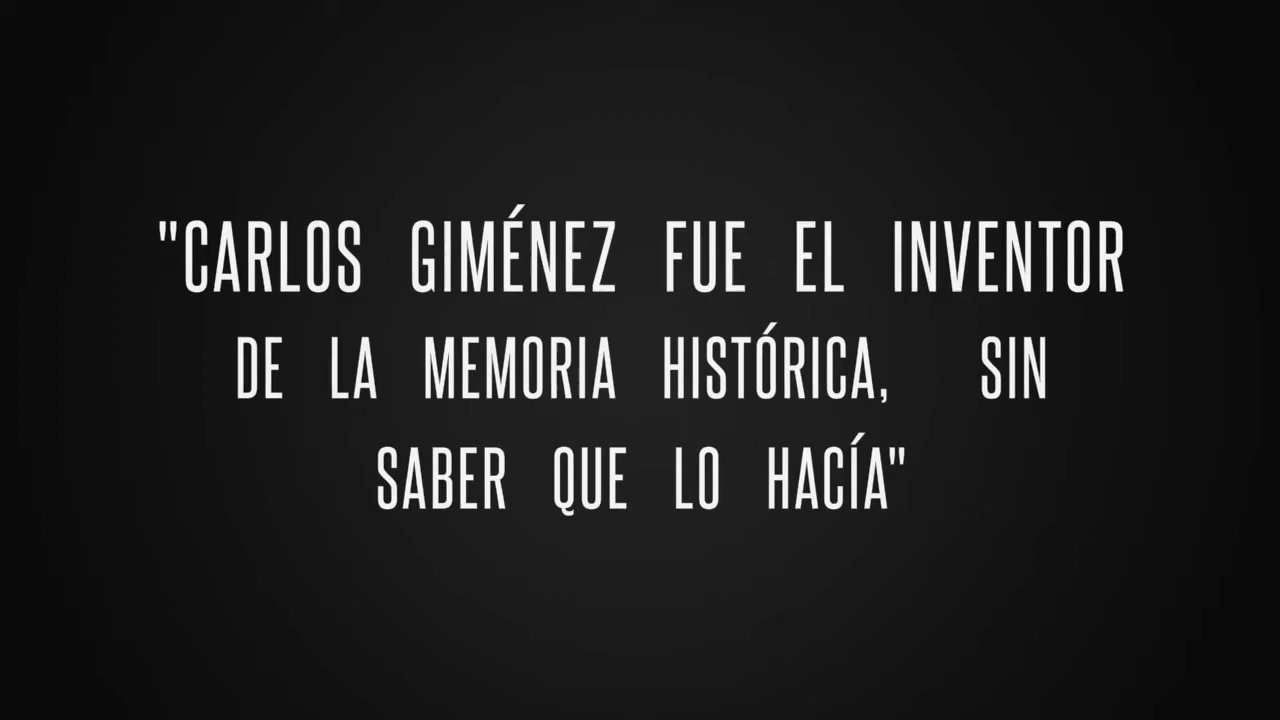 "CARLOS GIMÉNEZ FUE EL INVENTOR
DE LA MEMORIA HISTÓRICA, SIN
SABER QUE LO HACÍA"